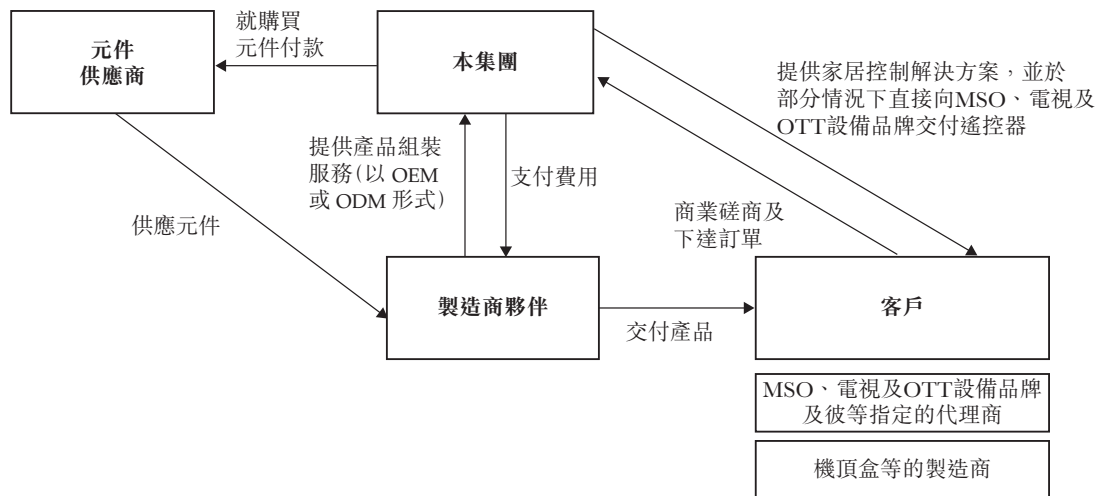 就購買
元件付款
元件
供應商
本集團
提供家居控制解決方案，並於
部分情況下直接向MSO、電視及
OTT設備品牌交付遙控器
提供產品組裝
服務(以 OEM
或 ODM 形式)
支付費用
供應元件
商業磋商及
下達訂單
製造商夥伴
客戶
交付產品
MSO、電視及OTT設備品牌
及彼等指定的代理商
機頂盒等的製造商